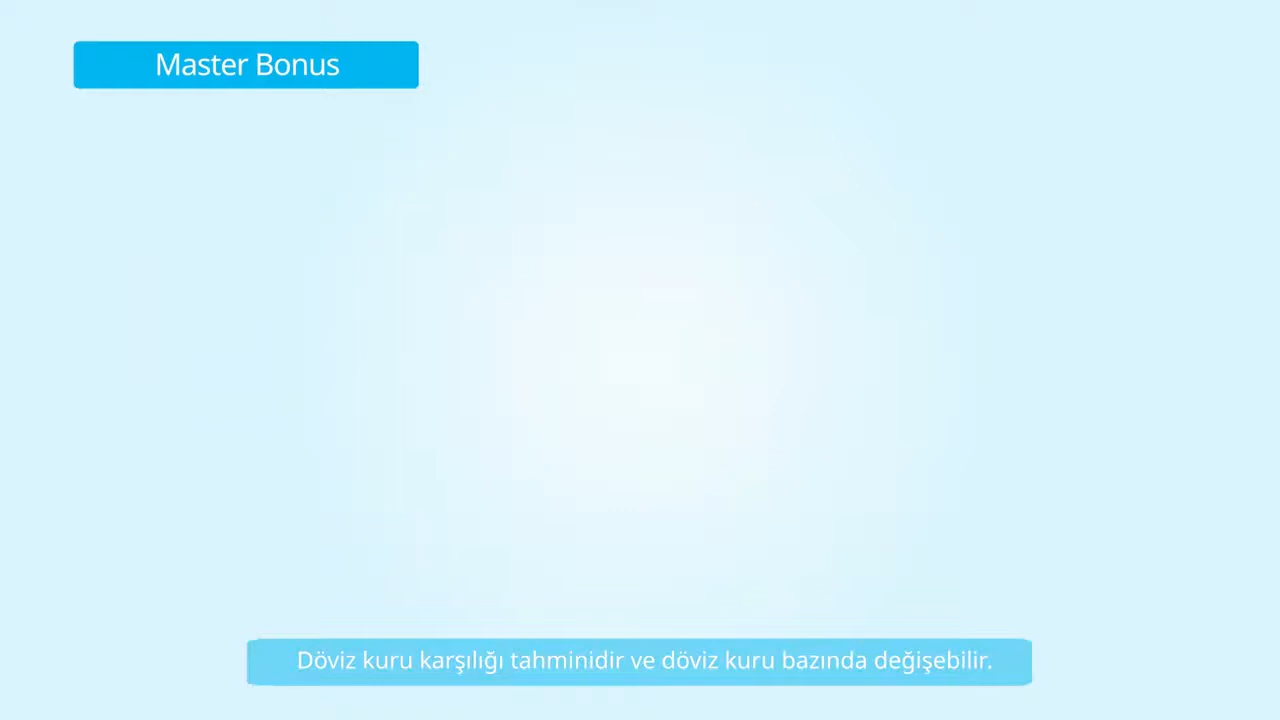 Master Bonus
Döviz kuru karşılığı tahminidir ve döviz kuru bazında değişebilir.